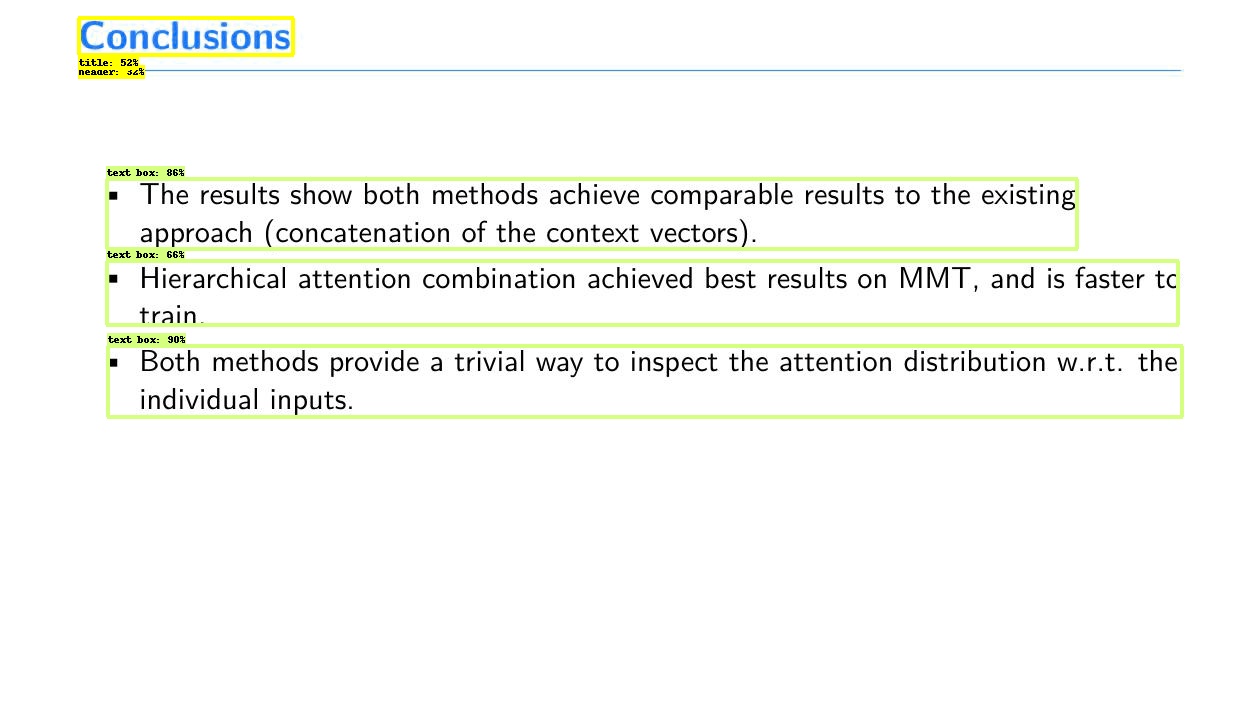 Conclusions
title: 52%
header: 32%
text box: 86%
▪ The results show both methods achieve comparable results to the existing
approach (concatenation of the context vectors).
text box: 66%
▪ Hierarchical attention combination achieved best results on MMT, and is faster to
train.
text box: 90%
▪ Both methods provide a trivial way to inspect the attention distribution w.r.t. the
individual inputs.